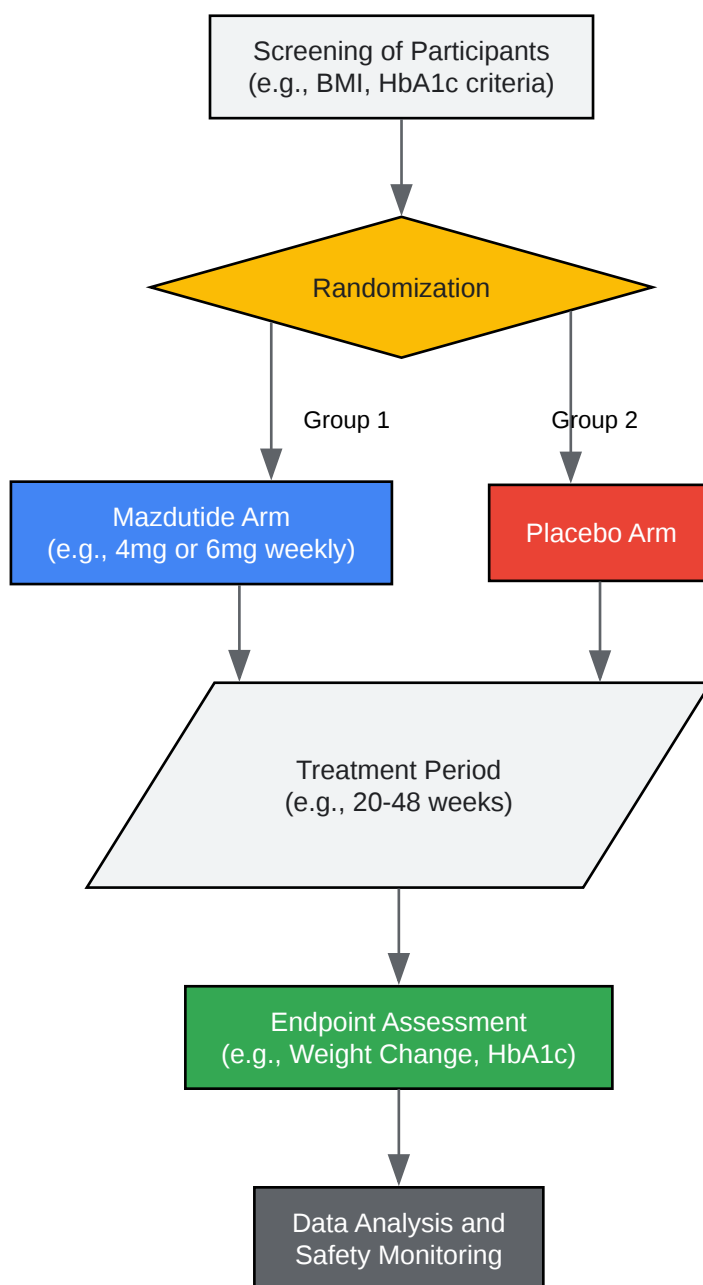 Screening of Participants
(e.g., BMI, HbA1c criteria)
Randomization
Group 1
Group 2
Mazdutide Arm
(e.g., 4mg or 6mg weekly)
Placebo Arm
Treatment Period
(e.g., 20-48 weeks)
Endpoint Assessment
(e.g., Weight Change, HbA1c)
Data Analysis and
Safety Monitoring